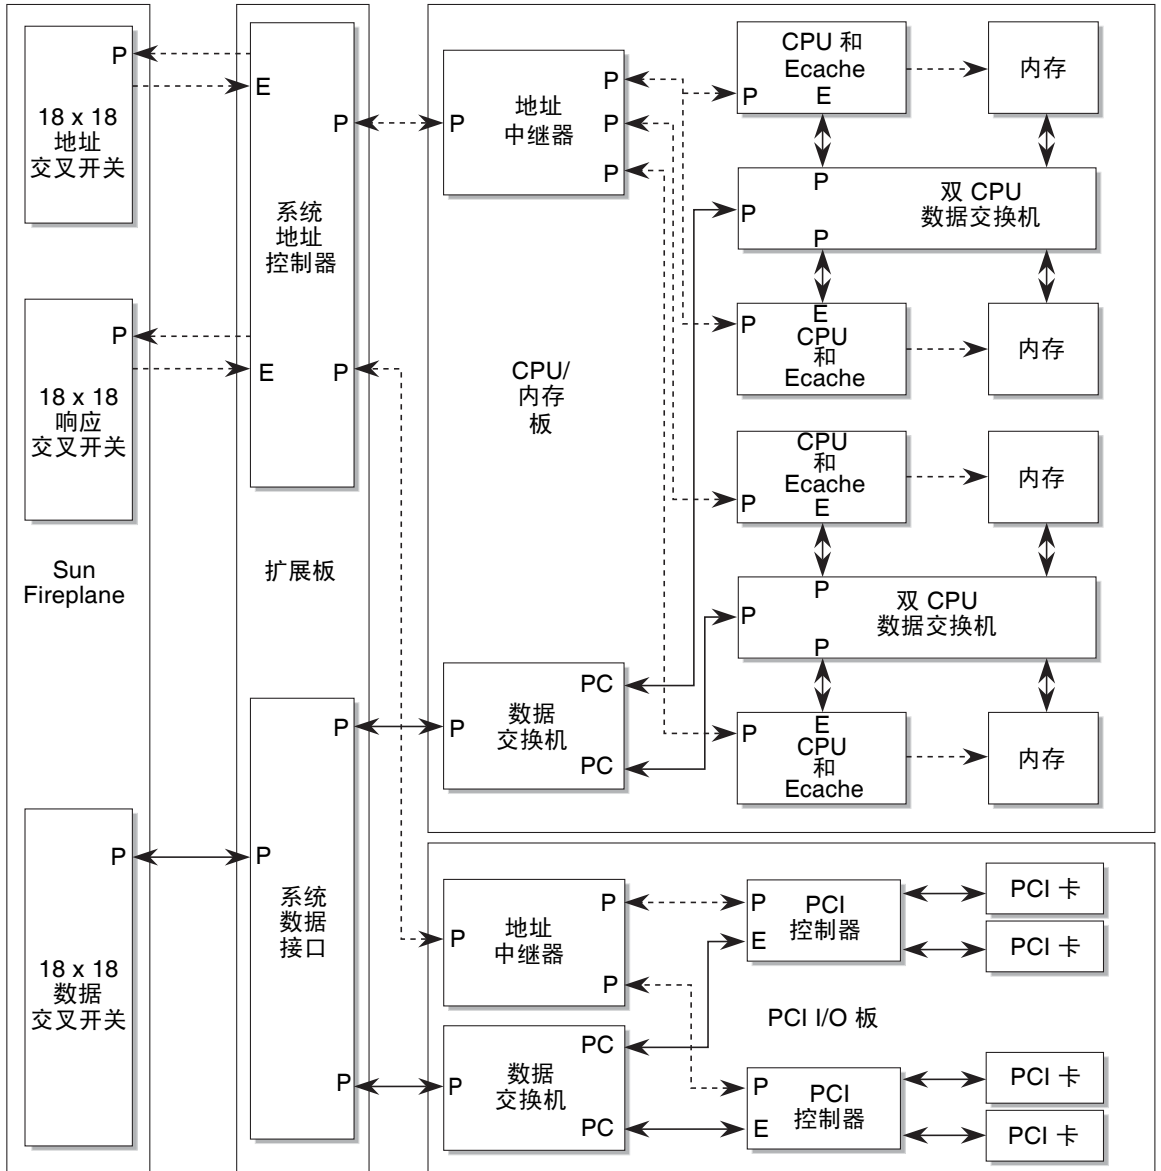 P
18 x 18
地址
交叉开关
P
18 x 18
响应
交叉开关
Sun
Fireplane
P
18 x 18
数据
交叉开关
E
P
系统
地址
控制器
E
P
扩展板
P
P
系统
数据
接口
P
P
地址
中继器
P
P
P
CPU/
内存
板
P
数据
交换机
PC
PC
CPU 和
Ecache
P
E
内存
P
双 CPU
数据交换机
P
P
P
E
CPU
和
Ecache
内存
CPU
和
Ecache
P
E
内存
P
双 CPU
数据交换机
P
P
P
E
CPU
和
Ecache
内存
P
地址
中继器
P
P
P
数据
交换机
PC
PC
P
E
PCI
控制器
PCI 卡
PCI 卡
PCI I/O 板
P
E
PCI
控制器
PCI 卡
PCI 卡